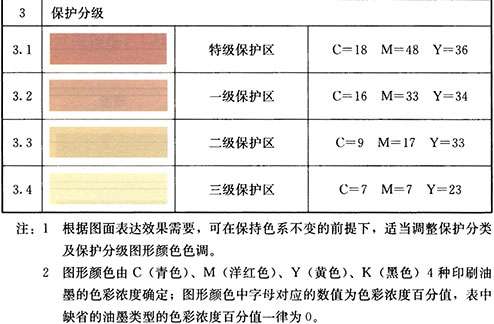 3 保护分级
3.1 特级保护区 C=18 M=48 Y=36
3.2 一级保护区 C=16 M=33 Y=34
3.3 二级保护区 C=9 M=17 Y=33
3.4 三级保护区 C=7 M=7 Y=23
注：1 根据图面表达效果需要，可在保持色系不变的前提下，适当调整保护分类
及保护分级图形颜色色调。
2 图形颜色由 C（青色）、M（洋红色）、Y（黄色）、K（黑色）4 种印刷油
墨的色彩浓度确定；图形颜色中字母对应的数值为色彩浓度百分值，表中
缺省的油墨类型的色彩浓度百分值一律为 0。